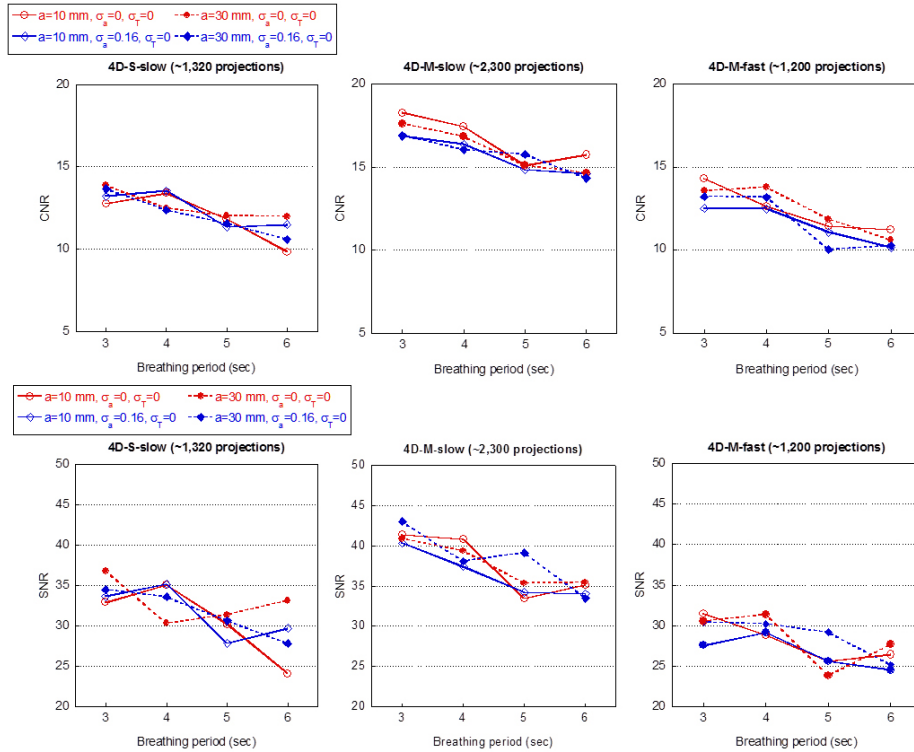 a=10 mm, σa=0, σT=0 a=30 mm, σa=0, σT=0
a=10 mm, σa=0.16, σT=0 a=30 mm, σa=0.16, σT=0
4D-S-slow (~1,320 projections)
20
15
10
5
CNR
3 4 5 6
Breathing period (sec)
4D-M-slow (~2,300 projections)
20
15
10
5
CNR
3 4 5 6
Breathing period (sec)
4D-M-fast (~1,200 projections)
20
15
10
5
CNR
3 4 5 6
Breathing period (sec)
a=10 mm, σa=0, σT=0 a=30 mm, σa=0, σT=0
a=10 mm, σa=0.16, σT=0 a=30 mm, σa=0.16, σT=0
4D-S-slow (~1,320 projections)
50
45
40
35
30
25
20
SNR
3 4 5 6
Breathing period (sec)
4D-M-slow (~2,300 projections)
50
45
40
35
30
25
20
SNR
3 4 5 6
Breathing period (sec)
4D-M-fast (~1,200 projections)
50
45
40
35
30
25
20
SNR
3 4 5 6
Breathing period (sec)